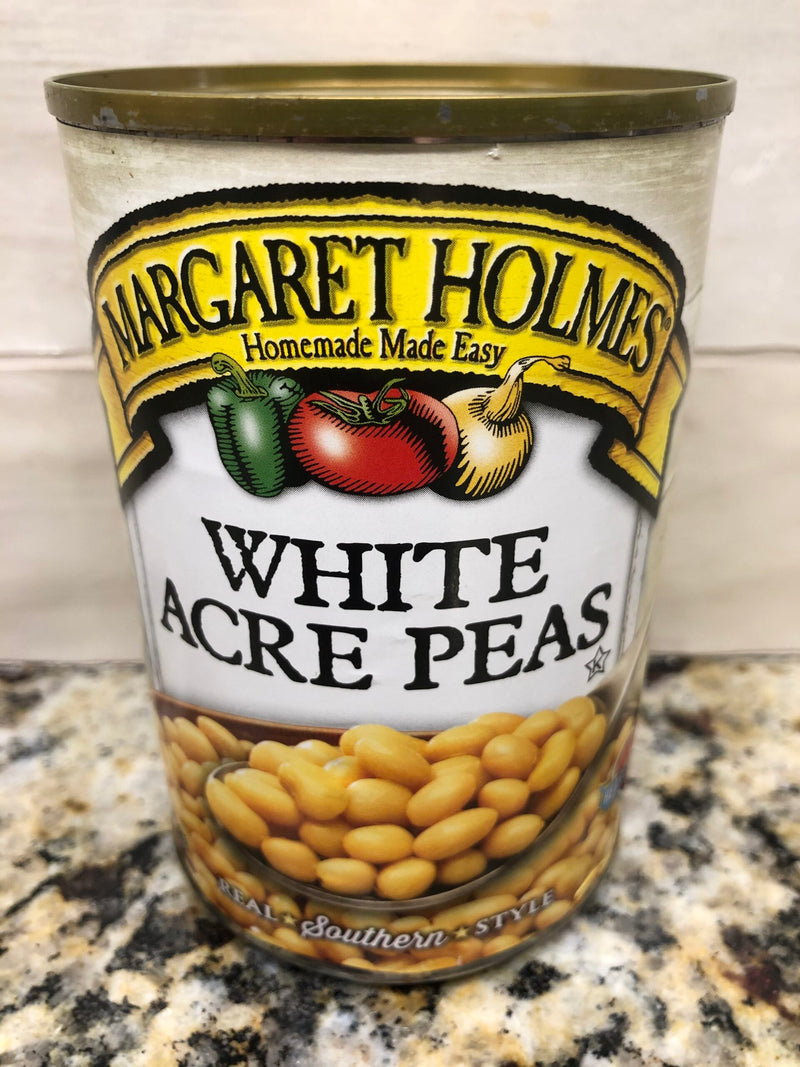 MARGARET HOLMES®
Homemade Made Easy
WHITE
ACRE PEAS
K
REAL ★ Southern ★ STYLE